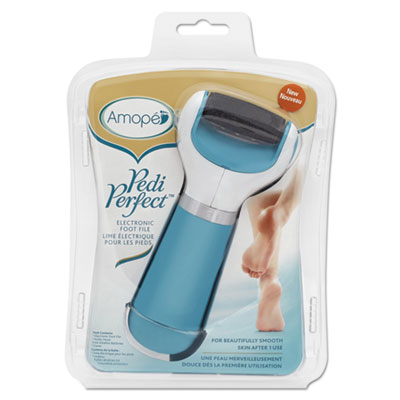 New
Nouveau
Amopé
Pedi
Perfect™
ELECTRONIC
FOOT FILE
LIME ÉLECTRIQUE
POUR LES PIEDS
FOR BEAUTIFULLY SMOOTH
SKIN AFTER 1 USE
UNE PEAU MERVEILLEUSEMENT
DOUCE DÈS LA PREMIÈRE UTILISATION